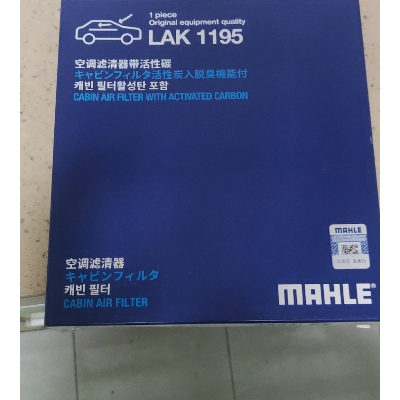 1 piece
Original equipment quality
LAK 1195
空调滤清器带活性碳
キャビンフィルタ活性炭入脱臭機能付
캐빈 필터활성탄 포함
CABIN AIR FILTER WITH ACTIVATED CARBON
MAHLE
空调滤清器
キャビンフィルタ
캐빈 필터
CABIN AIR FILTER
MAHLE®